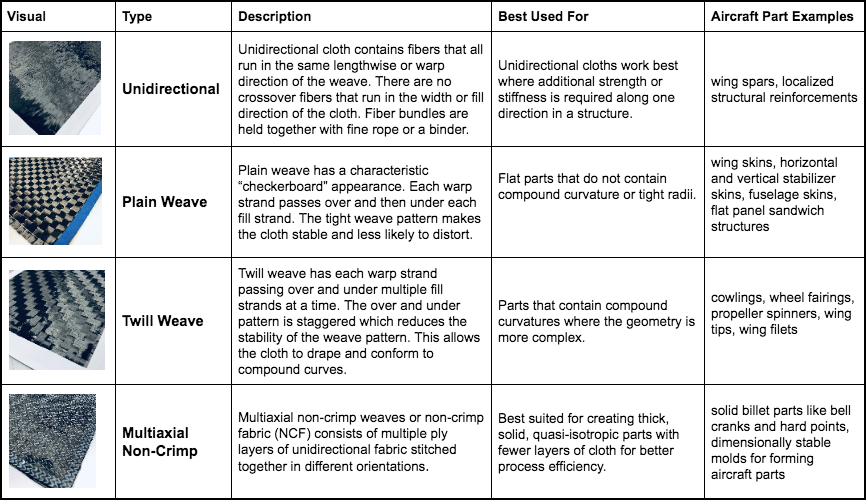 Visual
Type
Description
Best Used For
Aircraft Part Examples
Unidirectional
Unidirectional cloth contains fibers that all
run in the same lengthwise or warp
direction of the weave. There are no
crossover fibers that run in the width or fill
direction of the cloth. Fiber bundles are
held together with fine rope or a binder.
Unidirectional cloths work best
where additional strength or
stiffness is required along one
direction in a structure.
wing spars, localized
structural reinforcements
Plain Weave
Plain weave has a characteristic
“checkerboard” appearance. Each warp
strand passes over and then under each
fill strand. The tight weave pattern makes
the cloth stable and less likely to distort.
Flat parts that do not contain
compound curvature or tight radii.
wing skins, horizontal
and vertical stabilizer
skins, fuselage skins,
flat panel sandwich
structures
Twill Weave
Twill weave has each warp strand
passing over and under multiple fill
strands at a time. The over and under
pattern is staggered which reduces the
stability of the weave pattern. This allows
the cloth to drape and conform to
compound curves.
Parts that contain compound
curvatures where the geometry is
more complex.
cowlings, wheel fairings,
propeller spinners, wing
tips, wing filets
Multiaxial
Non-Crimp
Multiaxial non-crimp weaves or non-crimp
fabric (NCF) consists of multiple ply
layers of unidirectional fabric stitched
together in different orientations.
Best suited for creating thick,
solid, quasi-isotropic parts with
fewer layers of cloth for better
process efficiency.
solid billet parts like bell
cranks and hard points,
dimensionally stable
molds for forming
aircraft parts